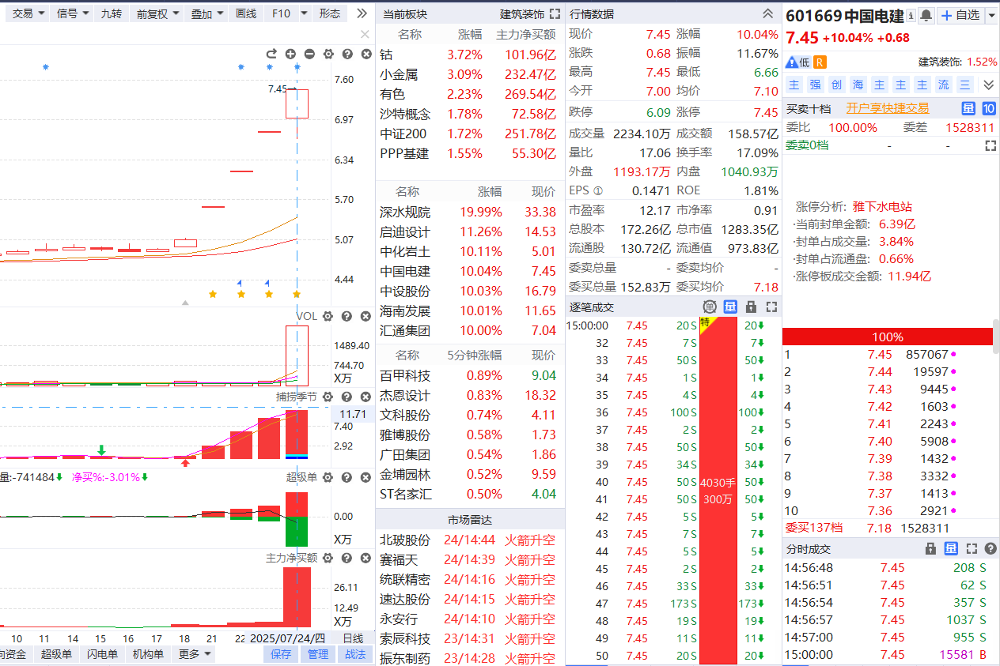 交易 信号 九转 前复权 叠加 画线 F10 形态
7.45
7.60
6.97
6.34
5.70
5.07
4.44
VOL
1489.40
744.70
X万
捕捞季节
11.71
7.40
2.92
量:-741484 净买%:-3.01%
超级单
0.00
X万
主力净买额
26.11
12.49
X万
10 11 14 15 16 17 18 21 22 2025/07/24/四 日线
向资金 超级单 闪电单 机构单 更多 保存 管理 战法
当前板块 建筑装饰
名称 涨幅 主力净买额
钴 3.72% 101.96亿
小金属 3.09% 232.47亿
有色 2.23% 269.54亿
沙特概念 1.78% 72.58亿
中证200 1.72% 251.78亿
PPP基建 1.55% 55.30亿
名称 涨幅 现价
深水规院 19.99% 33.38
启迪设计 11.26% 14.53
中化岩土 10.11% 5.01
中国电建 10.04% 7.45
中设股份 10.03% 16.79
海南发展 10.01% 11.65
汇通集团 10.00% 7.04
名称 5分钟涨幅 现价
百甲科技 0.89% 9.04
杰恩设计 0.83% 18.32
文科股份 0.74% 4.11
雅博股份 0.58% 1.73
广田集团 0.54% 1.86
金埔园林 0.52% 9.59
ST名家汇 0.50% 4.04
市场雷达
北玻股份 24/14:44 火箭升空
赛福天 24/14:39 火箭升空
统联精密 24/14:16 火箭升空
速达股份 24/14:15 火箭升空
永安行 24/14:10 火箭升空
索辰科技 23/14:31 火箭升空
振东制药 23/14:28 火箭升空
行情数据
现价 7.45 涨幅 10.04%
涨跌 0.68 振幅 11.67%
最高 7.45 最低 6.66
今开 7.00 均价 7.10
跌停 6.09 涨停 7.45
成交量 2234.10万 成交额 158.57亿
量比 17.06 换手率 17.09%
外盘 1193.17万 内盘 1040.93万
EPS ① 0.1471 ROE 1.81%
市盈率 12.17 市净率 0.91
总股本 172.26亿 总市值 1283.35亿
流通股 130.72亿 流通值 973.83亿
委卖总量 - 委卖均价 -
委买总量 152.83万 委买均价 7.18
逐笔成交 单 量
特
15:00:00 7.45 20 S 20
32 7.45 7 S 7
33 7.45 50 S 50
34 7.45 1 S 1
35 7.45 4 S 4
36 7.45 100 S 100
37 7.45 2 S 2
38 7.45 50 S 50
39 7.45 34 S 34
40 7.45 50 S 4030手 50
41 7.45 50 S 300万 50
42 7.45 5 S 5
43 7.45 7 S 7
44 7.45 5 S 5
45 7.45 2 S 2
46 7.45 33 S 33
47 7.45 173 S 173
48 7.45 19 S 19
49 7.45 11 S 11
50 7.45 20 S 20
601669 中国电建 自选
7.45 +10.04% +0.68
低 R 建筑装饰: 1.52%
主 强 创 海 主 主 主 流 三
买卖十档 开户享快捷交易 量 10
委比 100.00% 委差 1528311
委卖0档 - -
涨停分析: 雅下水电站
·当前封单金额: 6.39亿
·封单占成交量: 3.84%
·封单占流通盘: 0.66%
·涨停板成交金额: 11.94亿
100%
1 7.45 857067
2 7.44 19597
3 7.43 9445
4 7.42 1603
5 7.41 2243
6 7.40 5908
7 7.39 1432
8 7.38 3332
9 7.37 1413
10 7.36 2921
委买137档 7.18 1528311
分时成交 量
14:56:48 7.45 208 S
14:56:51 7.45 62 S
14:56:54 7.45 357 S
14:56:57 7.45 1037 S
14:57:00 7.45 955 S
15:00:00 7.45 15581 B